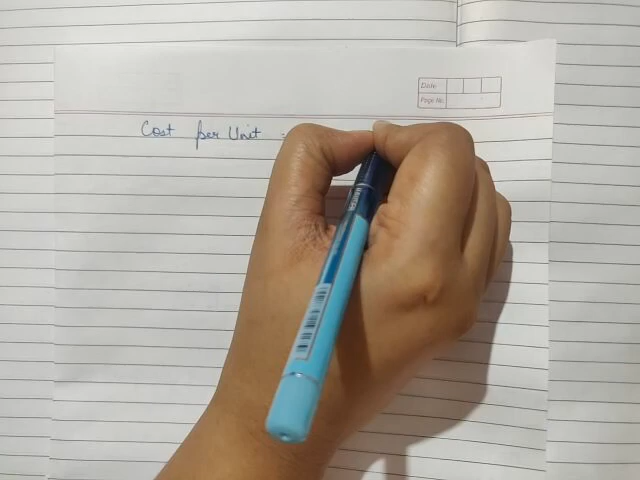 Date
Page No.
Cost per Unit =